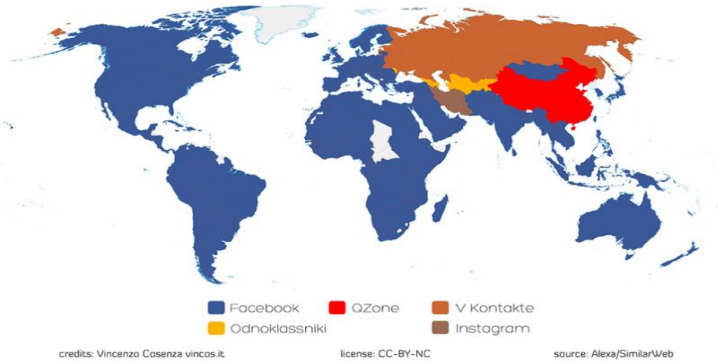 Facebook QZone V Kontakte
Odnoklassniki Instagram
credits: Vincenzo Cosenza vincos.it license: CC-BY-NC source: Alexa/SimilarWeb